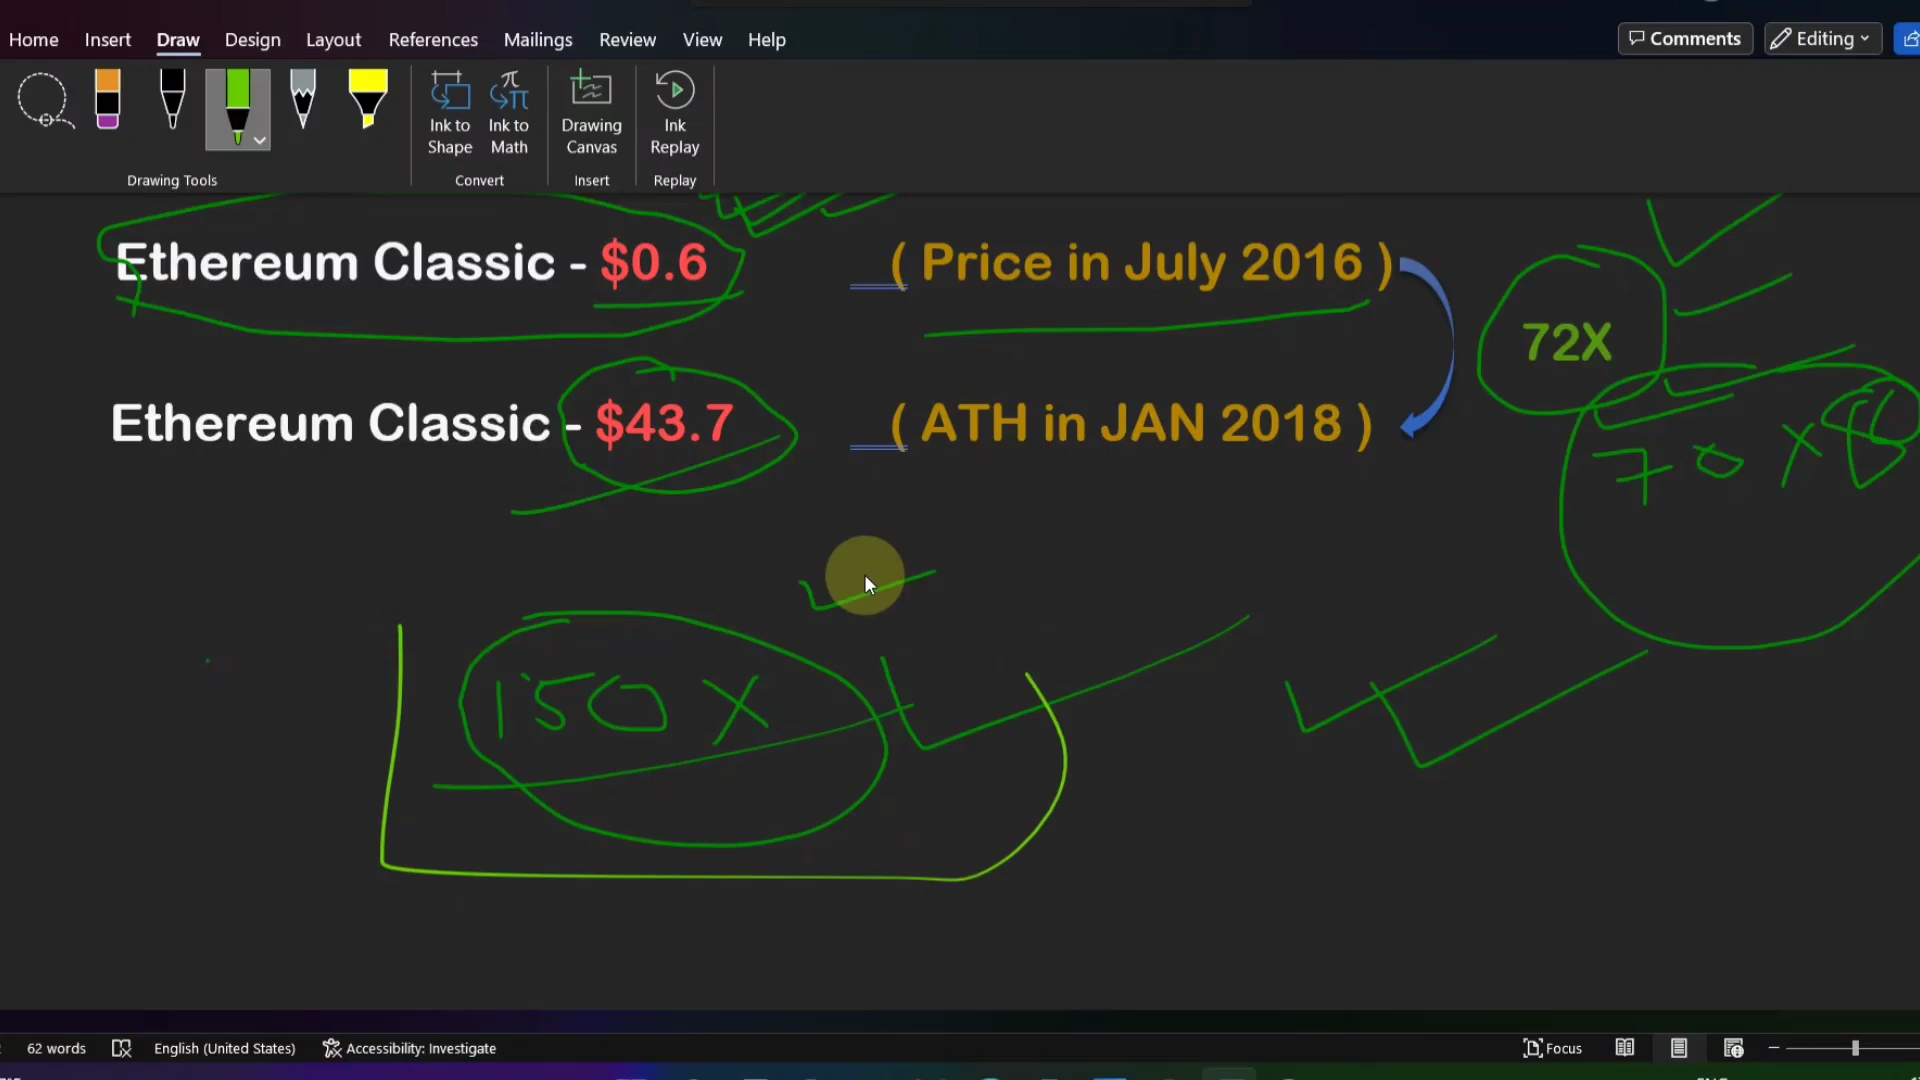 Home Insert Draw Design Layout References Mailings Review View Help Comments Editing
Ink to Shape
Ink to Math
Drawing Canvas
Ink Replay
Drawing Tools Convert Insert Replay
Ethereum Classic - $0.6 ( Price in July 2016 )
72X
Ethereum Classic - $43.7 ( ATH in JAN 2018 )
70 X
150 X
62 words English (United States) Accessibility: Investigate Focus